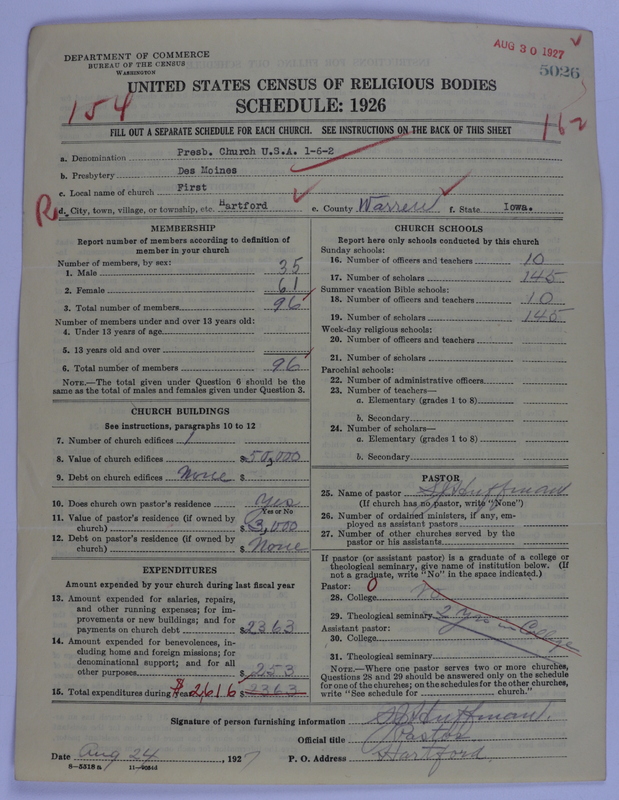 DEPARTMENT OF COMMERCE
BUREAU OF THE CENSUS
WASHINGTON
AUG 30 1927
5026
UNITED STATES CENSUS OF RELIGIOUS BODIES
SCHEDULE: 1926
154
162
FILL OUT A SEPARATE SCHEDULE FOR EACH CHURCH. SEE INSTRUCTIONS ON THE BACK OF THIS SHEET
a. Denomination Presb. Church U.S.A. 1-6-2
b. Presbytery Des Moines
c. Local name of church First
R
d. City, town, village, or township, etc. Hartford e. County Warren f. State Iowa.
MEMBERSHIP
Report number of members according to definition of
member in your church
Number of members, by sex:
1. Male 35
2. Female 61
3. Total number of members 96
Number of members under and over 13 years old:
4. Under 13 years of age
5. 13 years old and over
6. Total number of members 96
NOTE.—The total given under Question 6 should be the
same as the total of males and females given under Question 3.
CHURCH BUILDINGS
See instructions, paragraphs 10 to 12
7. Number of church edifices 1
8. Value of church edifices $50,000
9. Debt on church edifices None $
10. Does church own pastor's residence Yes
Yes or No
11. Value of pastor's residence (if owned by
church) $3,000
12. Debt on pastor's residence (if owned by
church) $None
EXPENDITURES
Amount expended by your church during last fiscal year
13. Amount expended for salaries, repairs,
and other running expenses; for im-
provements or new buildings; and for
payments on church debt $2363
14. Amount expended for benevolences, in-
cluding home and foreign missions; for
denominational support; and for all
other purposes $253
15. Total expenditures during year $2616 $2363
CHURCH SCHOOLS
Report here only schools conducted by this church
Sunday schools:
16. Number of officers and teachers 10
17. Number of scholars 145
Summer vacation Bible schools:
18. Number of officers and teachers 10
19. Number of scholars 145
Week-day religious schools:
20. Number of officers and teachers
21. Number of scholars
Parochial schools:
22. Number of administrative officers
23. Number of teachers—
a. Elementary (grades 1 to 8)
b. Secondary
24. Number of scholars—
a. Elementary (grades 1 to 8)
b. Secondary
PASTOR
25. Name of pastor Huffman
(If church has no pastor, write "None")
26. Number of ordained ministers, if any, em-
ployed as assistant pastors
27. Number of other churches served by the
pastor or his assistants
If pastor (or assistant pastor) is a graduate of a college or
theological seminary, give name of institution below. (If
not a graduate, write "No" in the space indicated.)
Pastor: 0
28. College No
29. Theological seminary 2 Yrs College
Assistant pastor:
30. College
31. Theological seminary
NOTE.—Where one pastor serves two or more churches,
Questions 28 and 29 should be answered only on the schedule
for one of the churches; on the schedules for the other churches,
write "See schedule for church."
Signature of person furnishing information Huffman.
Official title Pastor
Date Aug 24, 1927 P. O. Address Hartford
8-5318a 11-9034d